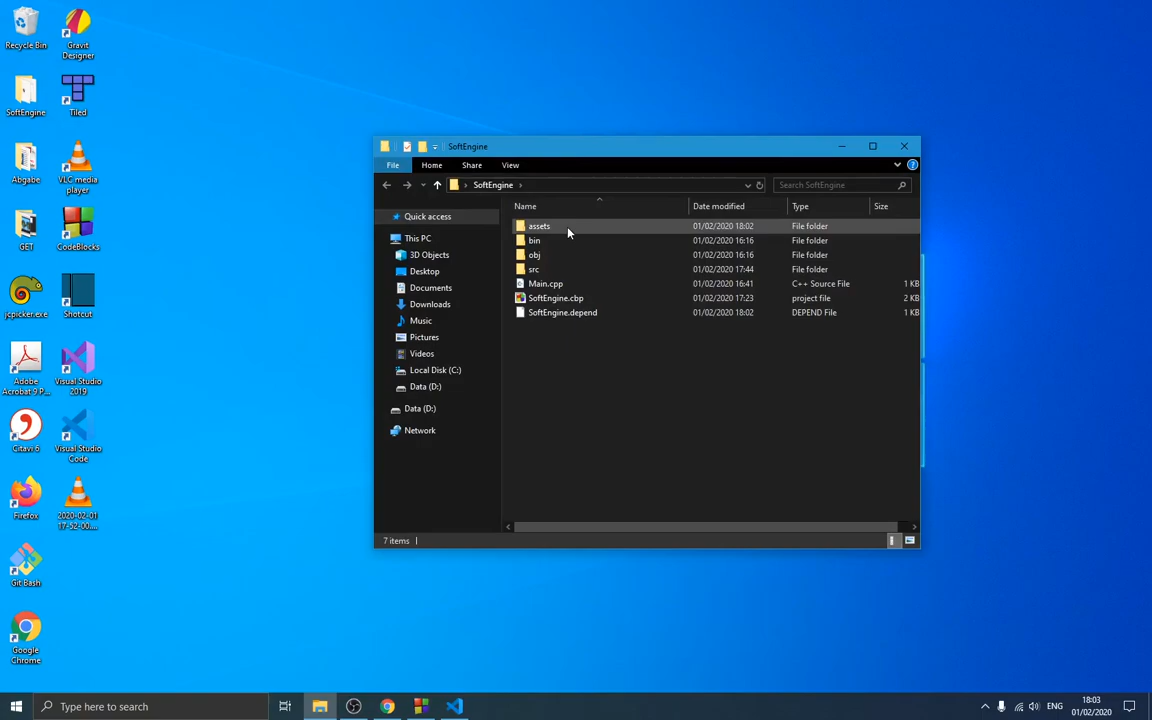 Recycle Bin
Gravit
Designer
SoftEngine
Tiled
Abgabe
VLC media
player
GET
CodeBlocks
jcpicker.exe
Shotcut
Adobe
Acrobat 9 P...
Visual Studio
2019
Citavi 6
Visual Studio
Code
Firefox
2020-02-01
17-52-00....
Git Bash
Google
Chrome
SoftEngine
File Home Share View
SoftEngine
Search SoftEngine
Name Date modified Type Size
Quick access
This PC
3D Objects
Desktop
Documents
Downloads
Music
Pictures
Videos
Local Disk (C:)
Data (D:)
Data (D:)
Network
assets 01/02/2020 18:02 File folder
bin 01/02/2020 16:16 File folder
obj 01/02/2020 16:16 File folder
src 01/02/2020 17:44 File folder
Main.cpp 01/02/2020 16:41 C++ Source File 1 KB
SoftEngine.cbp 01/02/2020 17:23 project file 2 KB
SoftEngine.depend 01/02/2020 18:02 DEPEND File 1 KB
7 items
Type here to search
ENG
18:03
01/02/2020